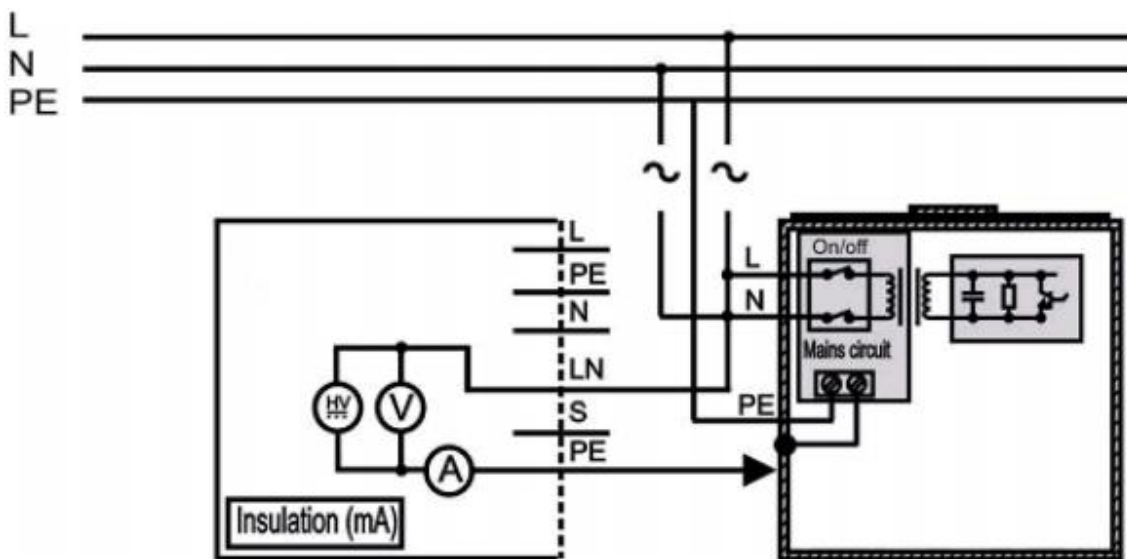 L
N
PE
L
PE
N
LN
S
PE
HV
V
A
Insulation (mA)
L
N
PE
On/off
Mains circuit